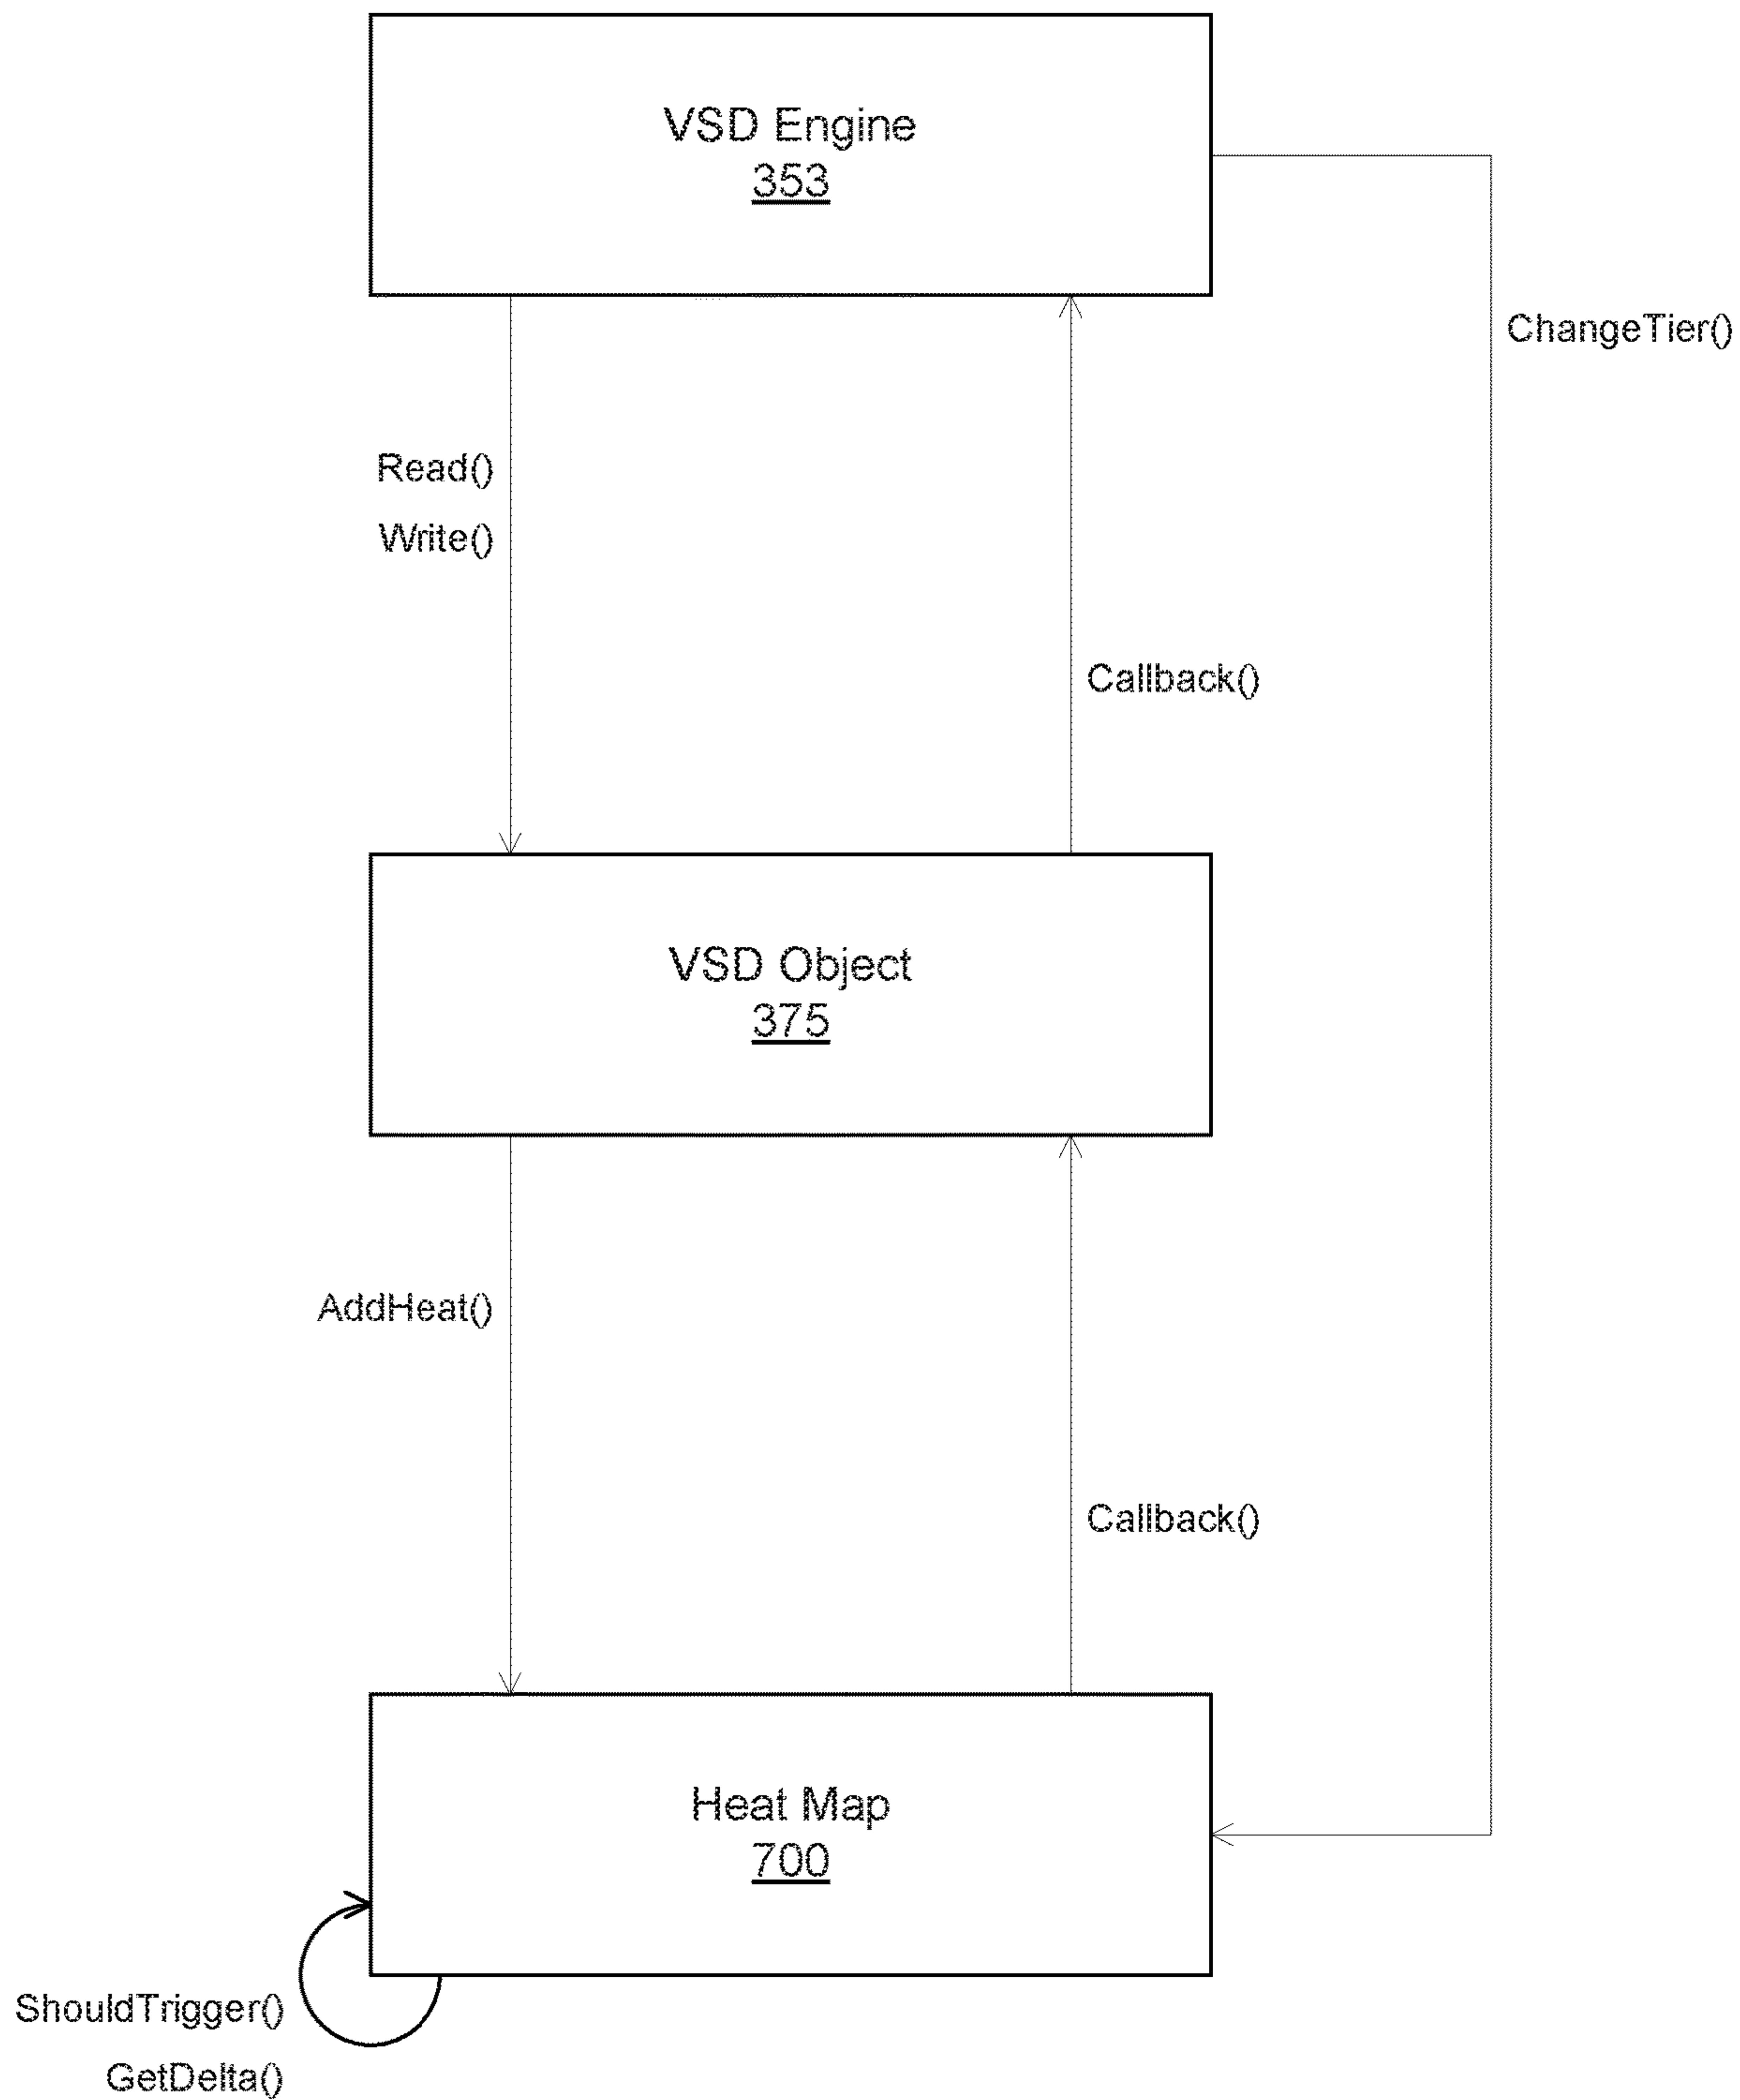 VSD Engine
353
ChangeTier()
Read()
Write()
Callback()
VSD Object
375
AddHeat()
Callback()
Heat Map
700
ShouldTrigger()
GetDelta()